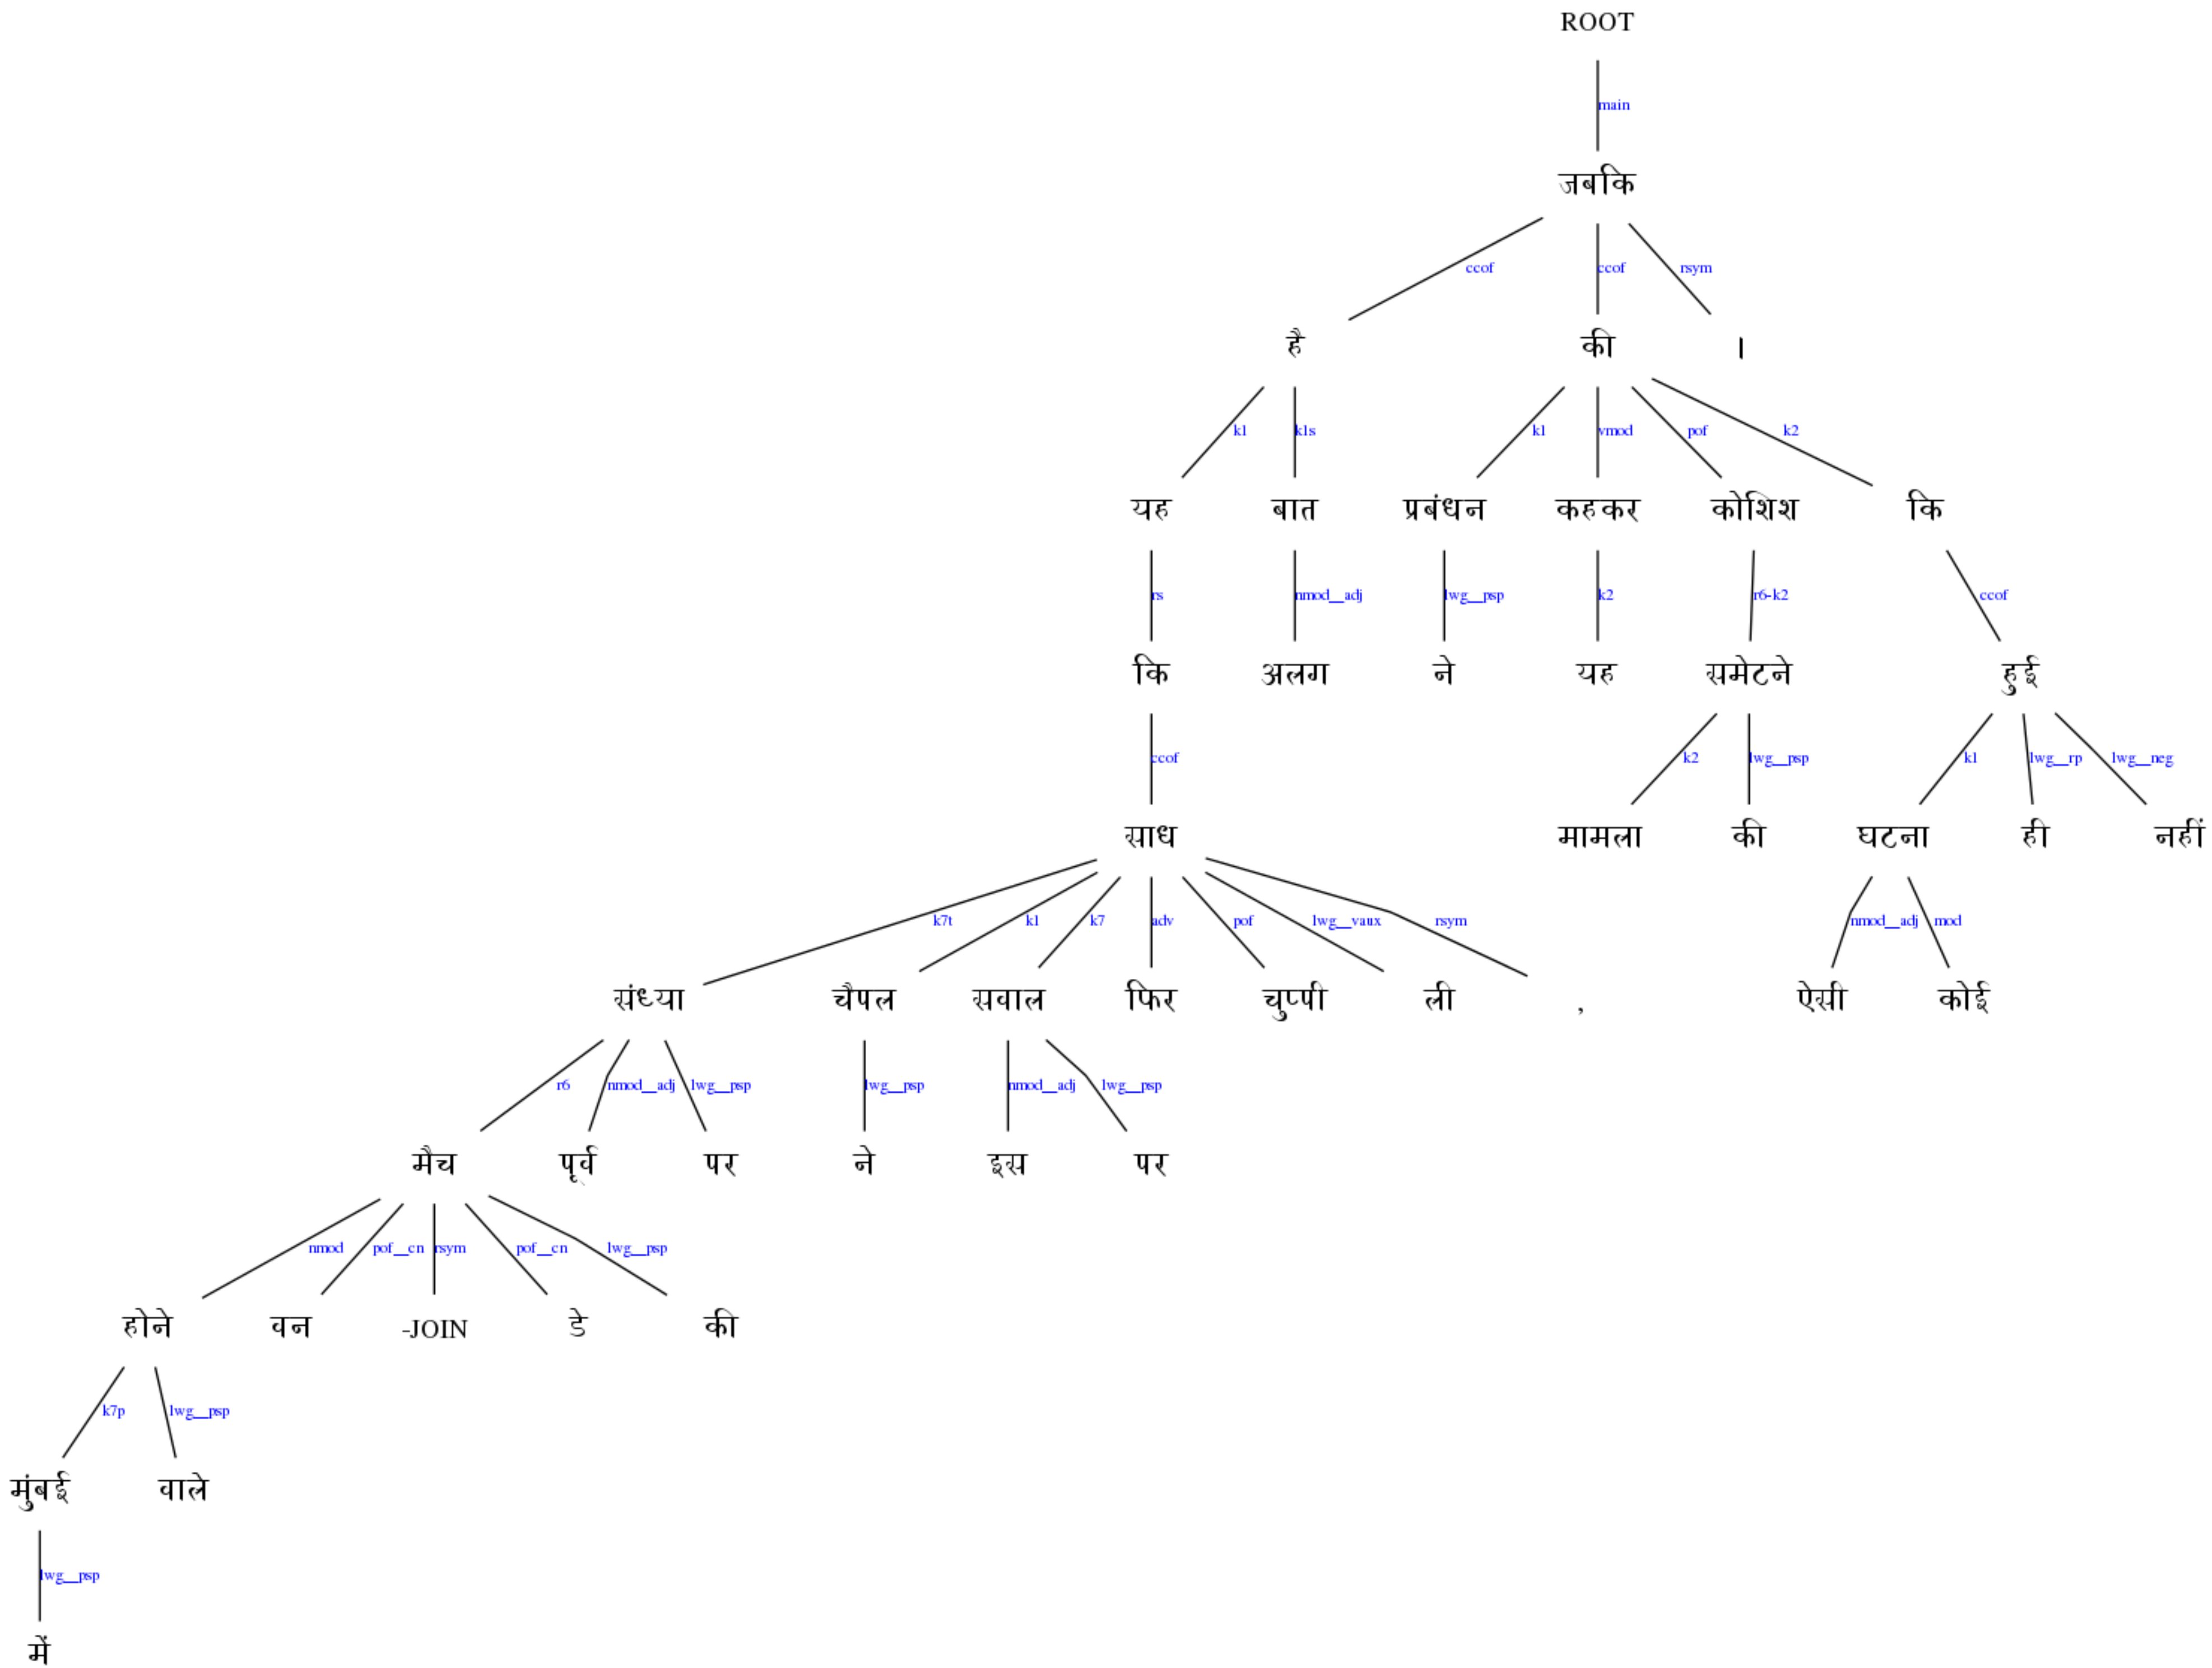 ROOT
main
जबकि
ccof ccof rsym
है की ।
k1 k1s k1 vmod pof k2
यह बात प्रबंधन कहकर कोशिश कि
rs nmod__adj lwg__psp k2 r6-k2 ccof
कि अलग ने यह समेटने हुई
ccof k2 lwg__psp k1 lwg__rp lwg__neg
साध मामला की घटना ही नहीं
k7t k1 k7 adv pof lwg__vaux rsym nmod__adj mod
संध्या चैपल सवाल फिर चुप्पी ली , ऐसी कोई
r6 nmod__adj lwg__psp lwg__psp nmod__adj lwg__psp
मैच पूर्व पर ने इस पर
nmod pof__cn rsym pof__cn lwg__psp
होने वन -JOIN डे की
k7p lwg__psp
मुंबई वाले
lwg__psp
में